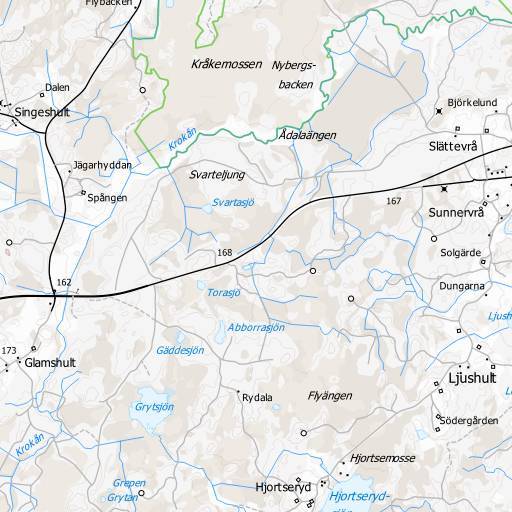 Flybacken
Kråkemossen
Nybergs-
backen
Dalen
Björkelund
Singeshult
Krokån
Ådalaängen
Slättevrå
Jägarhyddan
Svarteljung
Spången
Svartasjö
167
Sunnervrå
168
Solgärde
162
Torasjö
Dungarna
Abborrasjön
173
Glamshult
Gäddesjön
Ljushult
Rydala
Flyängen
Grytsjön
Södergården
Krokån
Hjortsemosse
Grepen
Grytan
Hjortseryd
Hjortseryd-